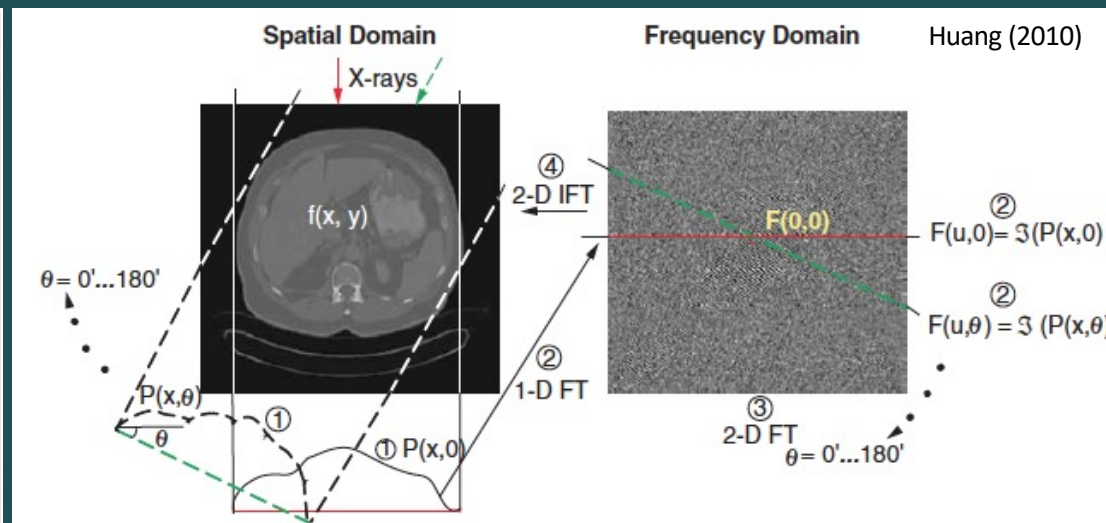 Spatial Domain
Frequency Domain
Huang (2010)
X-rays
④
2-D IFT
f(x, y)
F(0,0)
②
F(u,0)= ℑ(P(x,0)
②
F(u,θ) = ℑ (P(x,θ)
θ = 0'...180'
②
1-D FT
P(x,θ)
①
θ
① P(x,0)
③
2-D FT
θ = 0'...180'